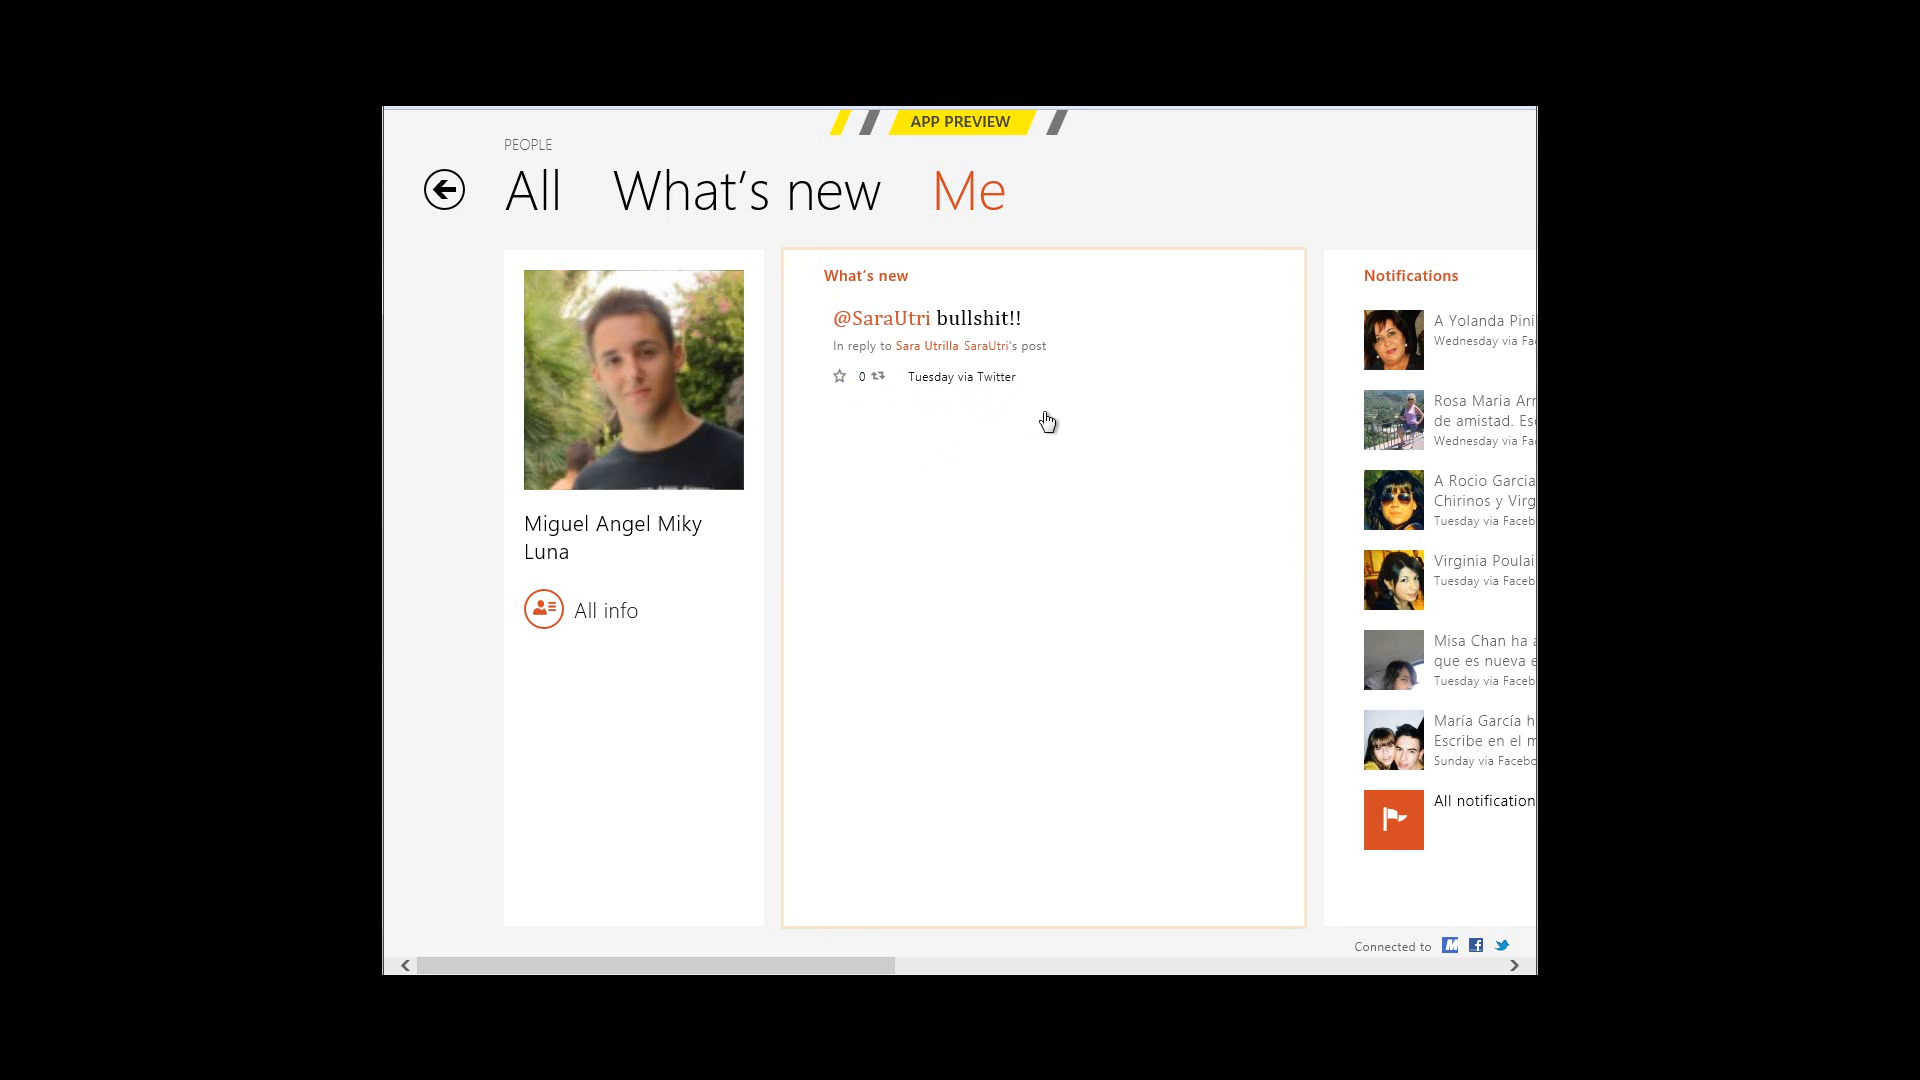 APP PREVIEW
PEOPLE
All What's new Me
What's new
@SaraUtri bullshit!!
In reply to Sara Utrilla SaraUtri's post
0 Tuesday via Twitter
Miguel Angel Miky
Luna
All info
Notifications
A Yolanda Pini
Wednesday via Fa
Rosa Maria Arr
de amistad. Es
Wednesday via Fa
A Rocio Garcia
Chirinos y Virg
Tuesday via Faceb
Virginia Poulai
Tuesday via Faceb
Misa Chan ha a
que es nueva e
Tuesday via Faceb
María García h
Escribe en el m
Sunday via Facebo
All notification
Connected to